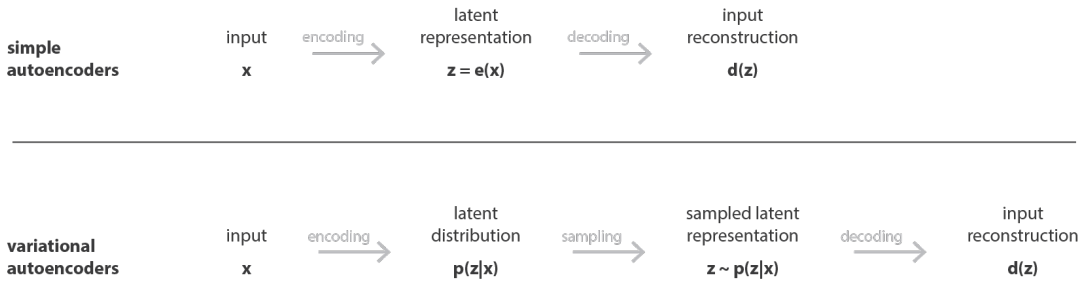 simple
autoencoders
input
x
encoding
latent
representation
z = e(x)
decoding
input
reconstruction
d(z)
variational
autoencoders
input
x
encoding
latent
distribution
p(z|x)
sampling
sampled latent
representation
z ~ p(z|x)
decoding
input
reconstruction
d(z)